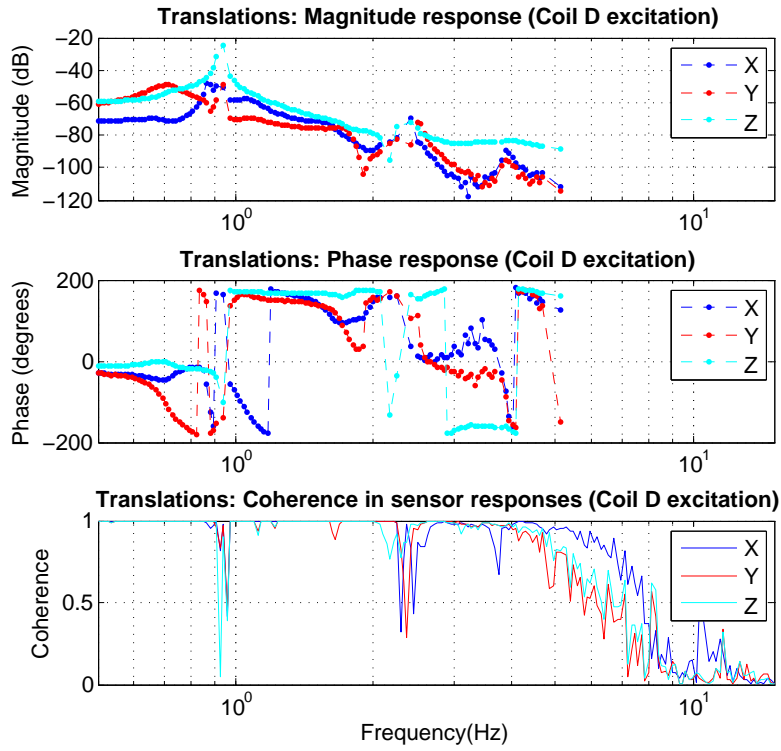 Translations: Magnitude response (Coil D excitation)
Magnitude (dB)
−20
−40
−60
−80
−100
−120
10^0
10^1
X
Y
Z
Translations: Phase response (Coil D excitation)
Phase (degrees)
200
0
−200
10^0
10^1
X
Y
Z
Translations: Coherence in sensor responses (Coil D excitation)
Coherence
1
0.5
0
10^0
10^1
X
Y
Z
Frequency(Hz)